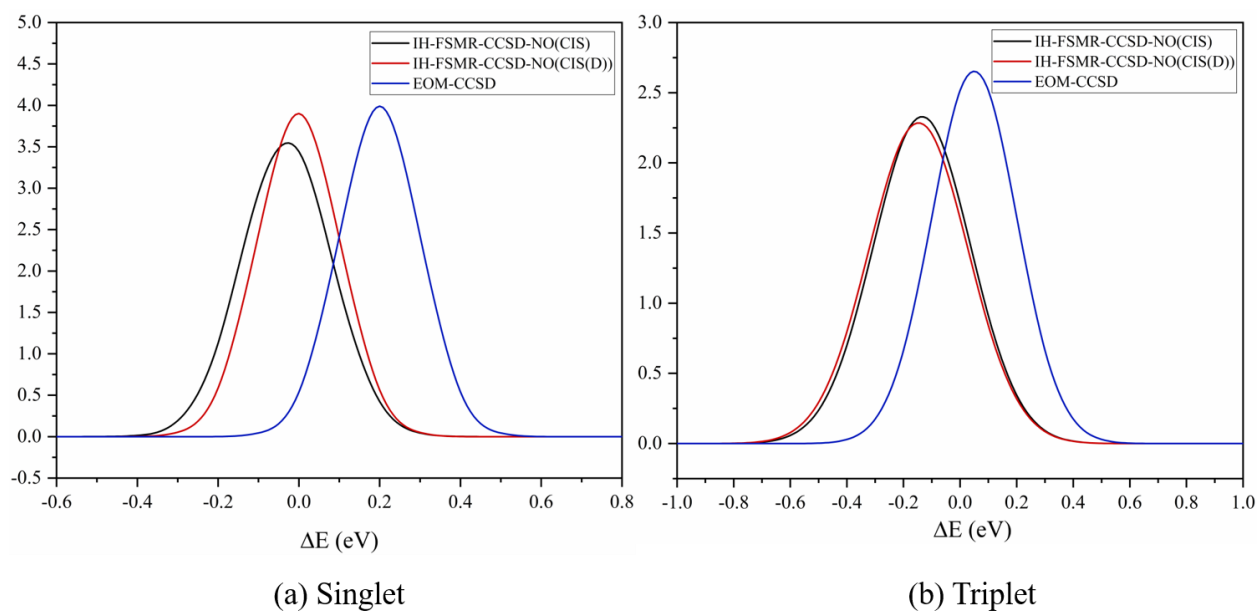 5.0
4.5
4.0
3.5
3.0
2.5
2.0
1.5
1.0
0.5
0.0
-0.5
-0.6 -0.4 -0.2 0.0 0.2 0.4 0.6 0.8
ΔE (eV)
IH-FSMR-CCSD-NO(CIS)
IH-FSMR-CCSD-NO(CIS(D))
EOM-CCSD
(a) Singlet
3.0
2.5
2.0
1.5
1.0
0.5
0.0
-1.0 -0.8 -0.6 -0.4 -0.2 0.0 0.2 0.4 0.6 0.8 1.0
ΔE (eV)
IH-FSMR-CCSD-NO(CIS)
IH-FSMR-CCSD-NO(CIS(D))
EOM-CCSD
(b) Triplet